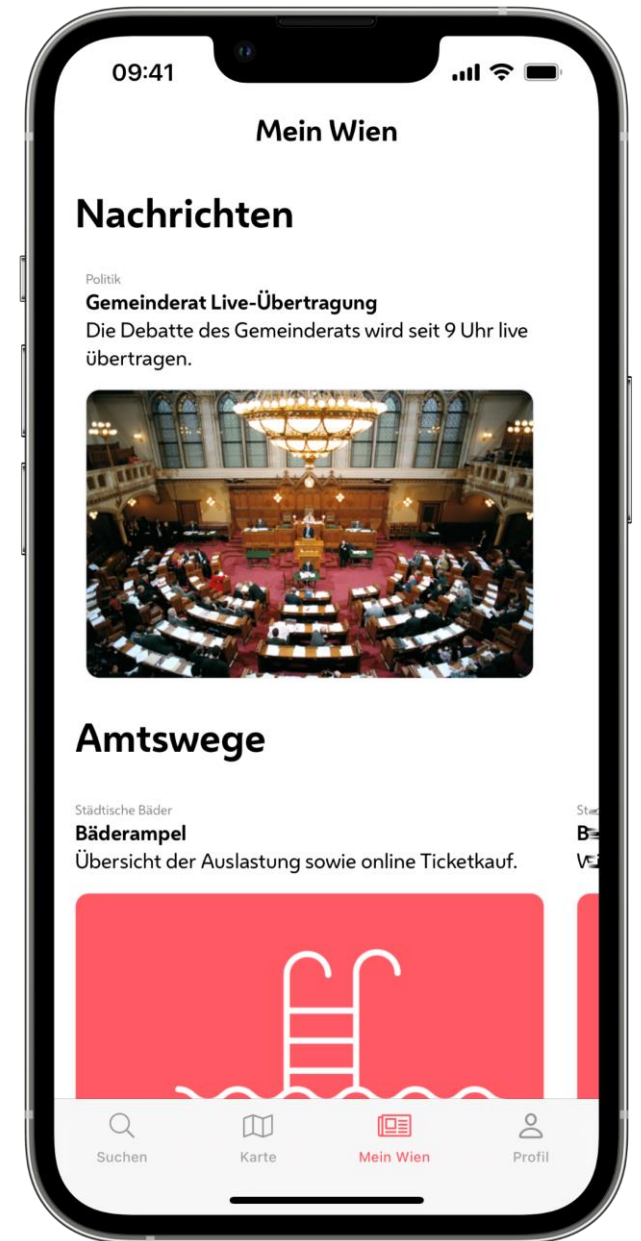 09:41
Mein Wien
Nachrichten
Politik
Gemeinderat Live-Übertragung
Die Debatte des Gemeinderats wird seit 9 Uhr live
übertragen.
Amtswege
Städtische Bäder
Bäderampel
Übersicht der Auslastung sowie online Ticketkauf.
Suchen
Karte
Mein Wien
Profil